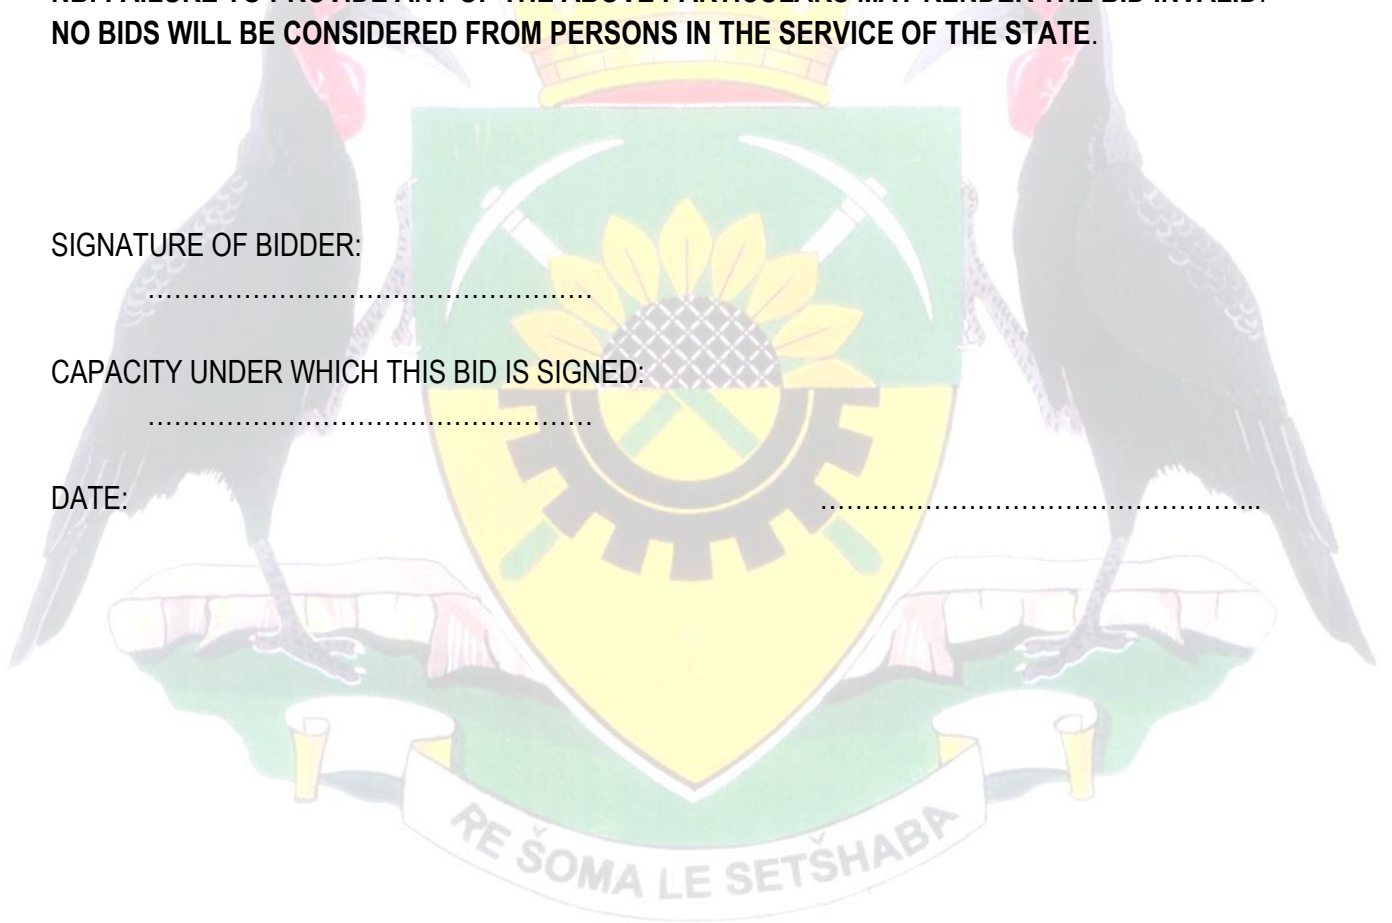 NB: FAILURE TO PROVIDE ANY OF THE ABOVE PARTICULARS MAY RENDER THE BID INVALID.
NO BIDS WILL BE CONSIDERED FROM PERSONS IN THE SERVICE OF THE STATE.
SIGNATURE OF BIDDER:
……………………………………………
CAPACITY UNDER WHICH THIS BID IS SIGNED:
……………………………………………
DATE: …………………………………………...
RE ŠOMA LE SETŠHABA